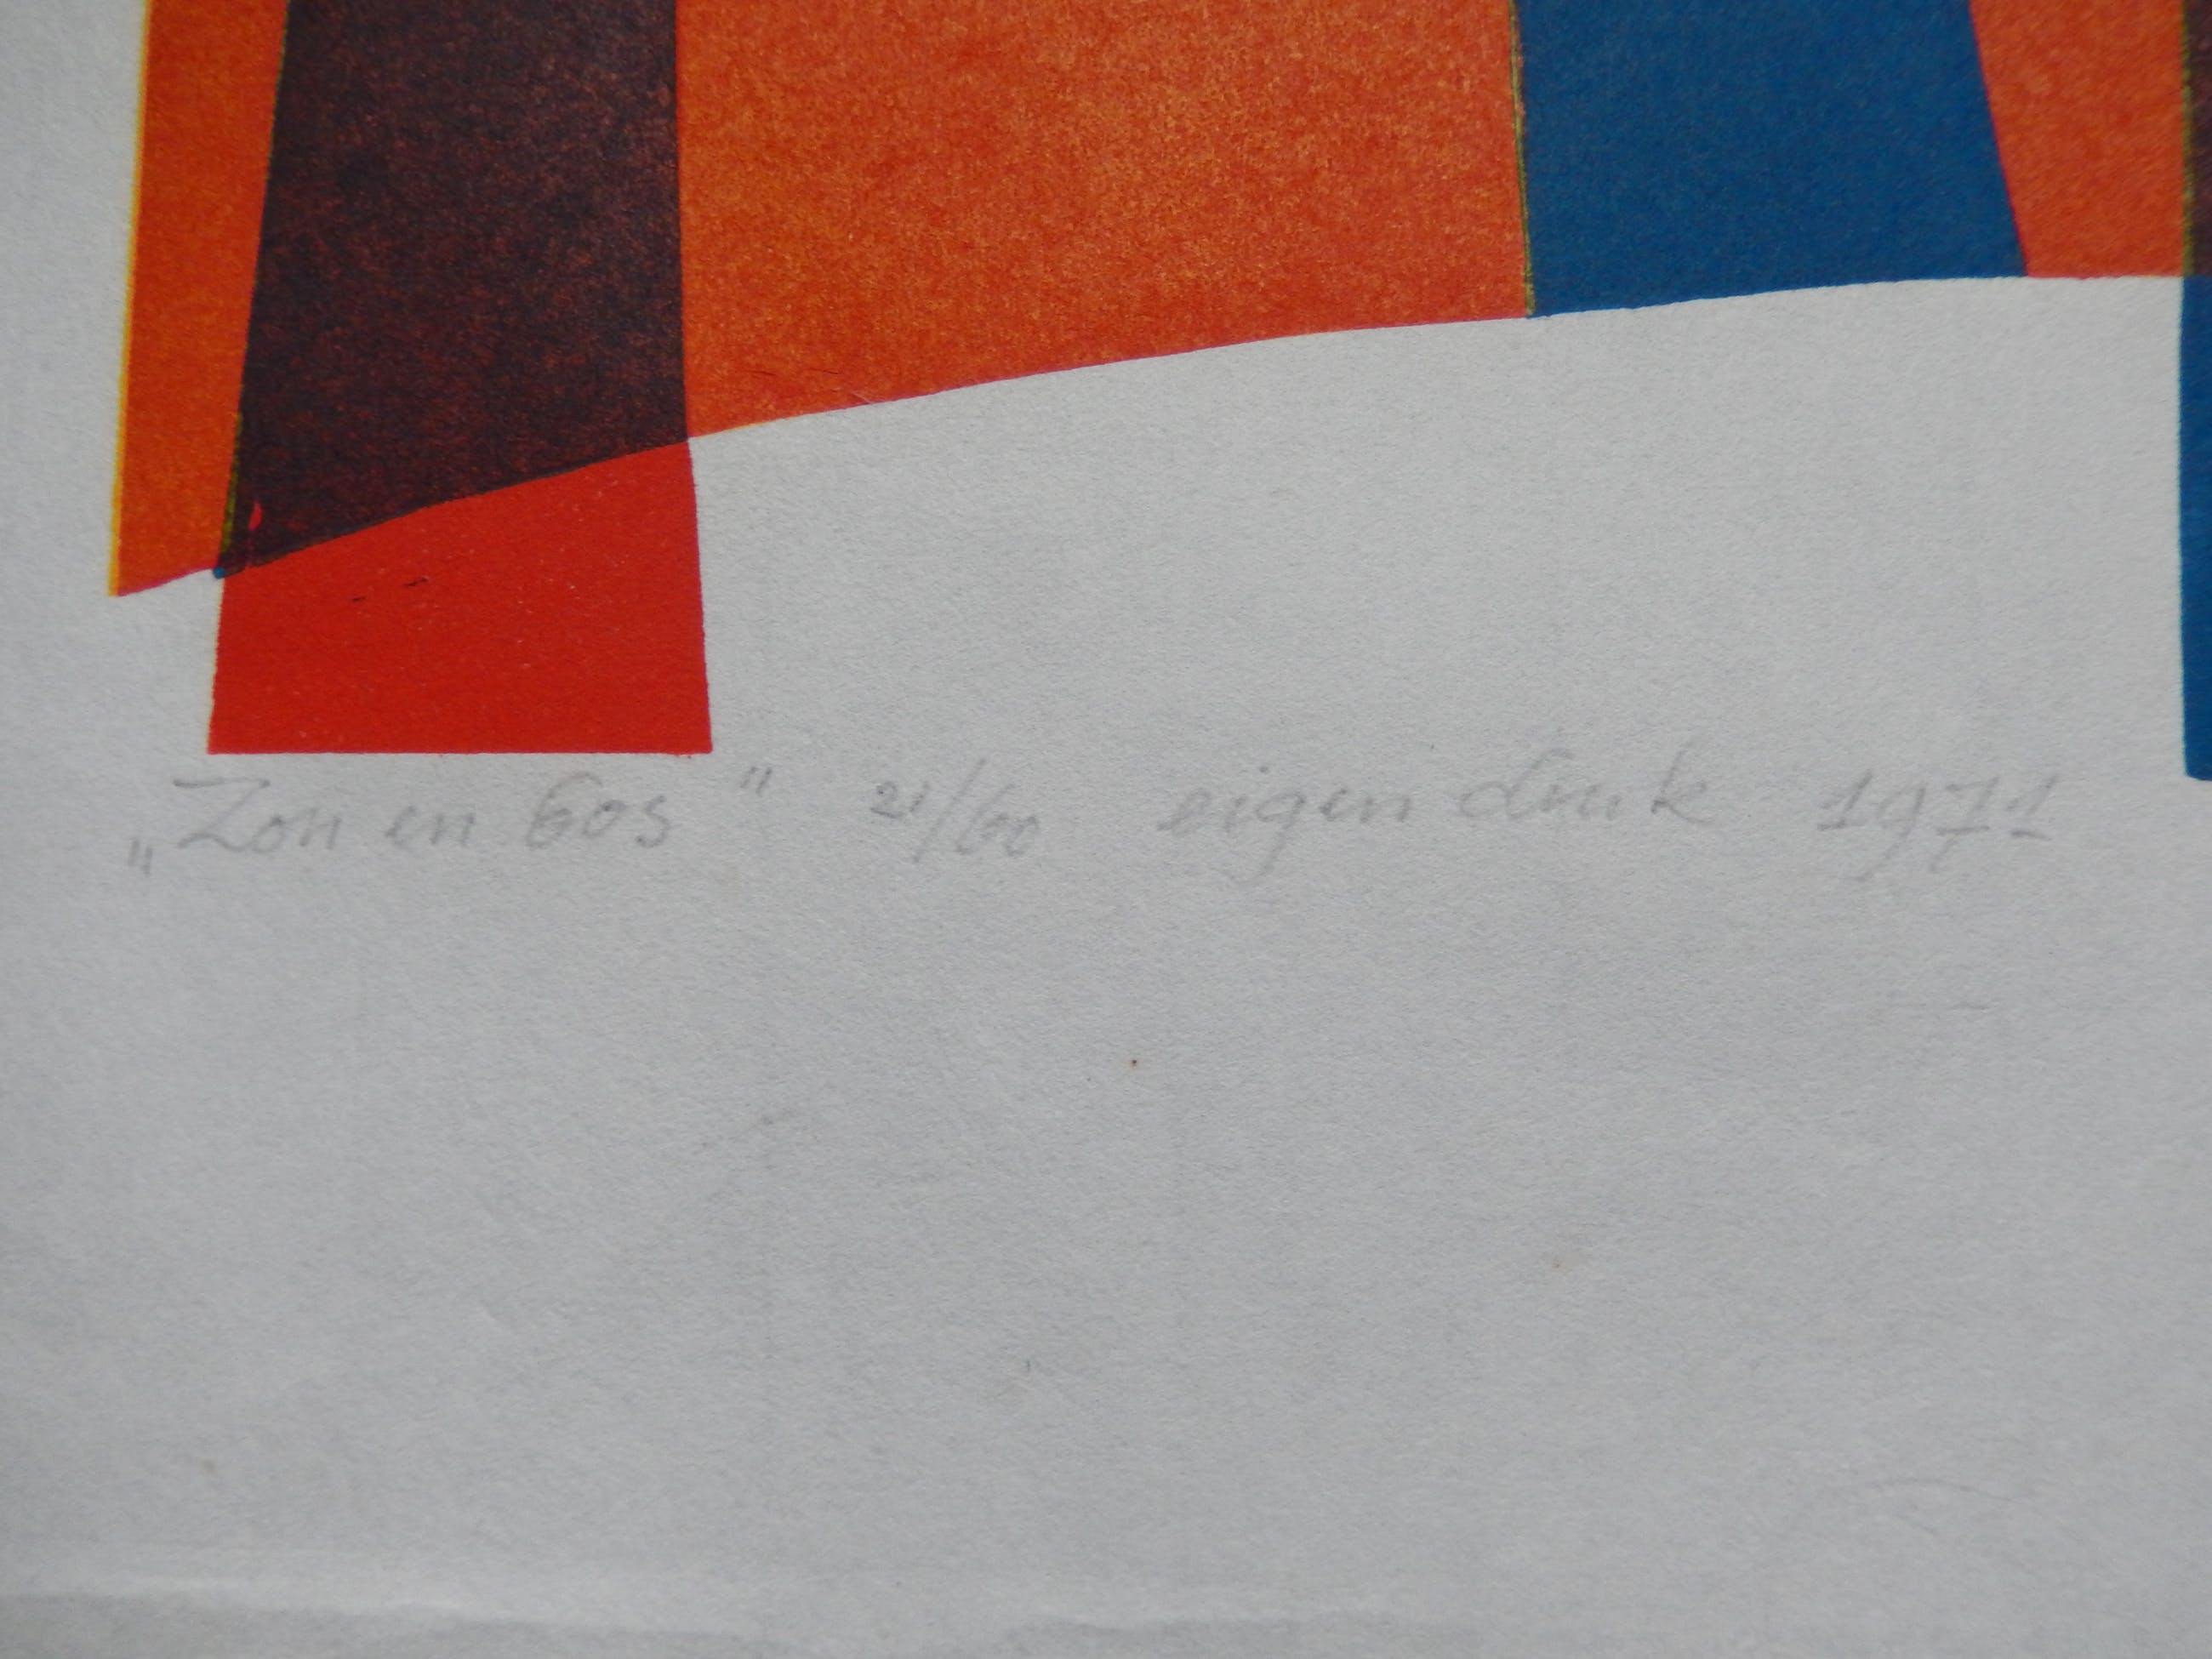 „Zon en bos" 21/60 eigen druk 1971